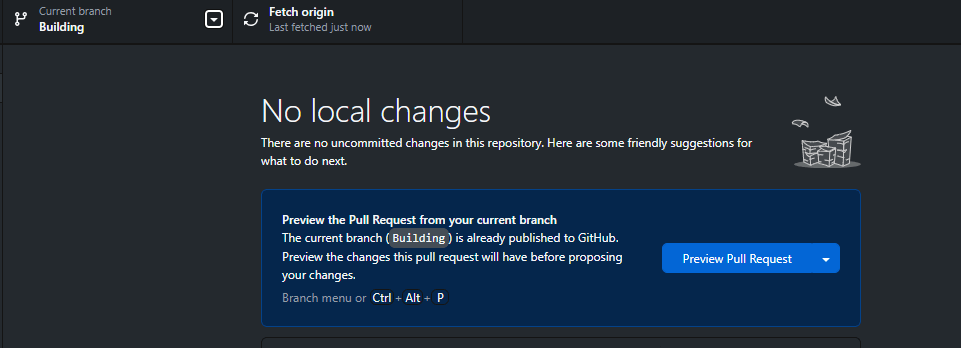 Current branch
Building
Fetch origin
Last fetched just now
No local changes
There are no uncommitted changes in this repository. Here are some friendly suggestions for
what to do next.
Preview the Pull Request from your current branch
The current branch ( Building ) is already published to GitHub.
Preview the changes this pull request will have before proposing
your changes.
Branch menu or Ctrl + Alt + P
Preview Pull Request